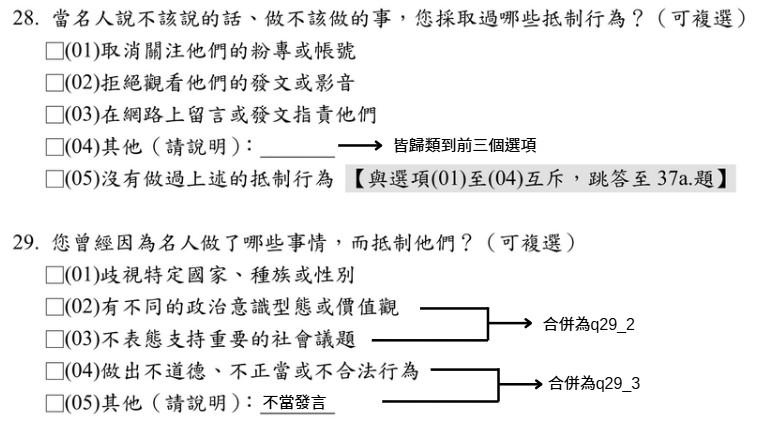 28. 當名人說不該說的話、做不該做的事，您採取過哪些抵制行為？（可複選）
□(01)取消關注他們的粉專或帳號
□(02)拒絕觀看他們的發文或影音
□(03)在網路上留言或發文指責他們
□(04)其他（請說明）：______ 皆歸類到前三個選項
□(05)沒有做過上述的抵制行為 【與選項(01)至(04)互斥，跳答至 37a.題】
29. 您曾經因為名人做了哪些事情，而抵制他們？（可複選）
□(01)歧視特定國家、種族或性別
□(02)有不同的政治意識型態或價值觀
合併為q29_2
□(03)不表態支持重要的社會議題
□(04)做出不道德、不正當或不合法行為
合併為q29_3
□(05)其他（請說明）：不當發言